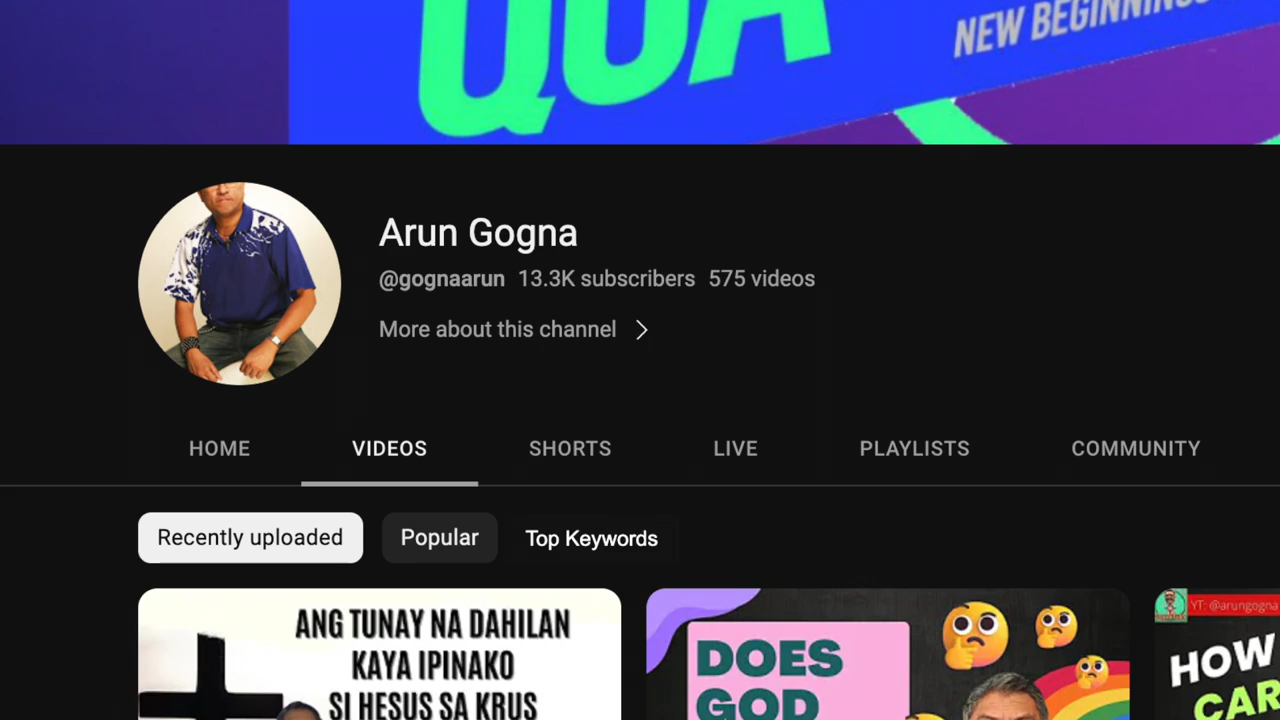 QUA
NEW BEGINNINGS
Arun Gogna
@gognaarun 13.3K subscribers 575 videos
More about this channel
HOME VIDEOS SHORTS LIVE PLAYLISTS COMMUNITY
Recently uploaded Popular Top Keywords
ANG TUNAY NA DAHILAN
KAYA IPINAKO
SI HESUS SA KRUS
DOES
GOD
YT: @arungogna
HOW
CAR